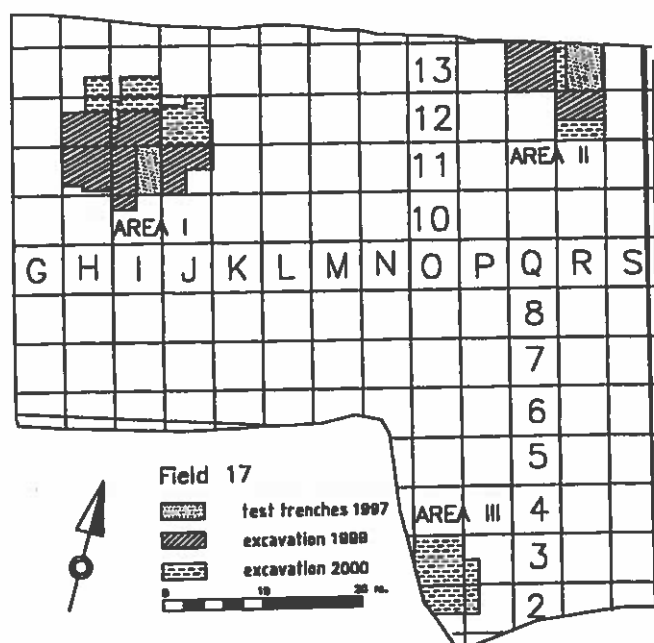 13
12
11
AREA II
10
AREA I
G H I J K L M N O P Q R S
8
7
6
5
Field 17
4
AREA III
test trenches 1997
excavation 1999
3
excavation 2000
2